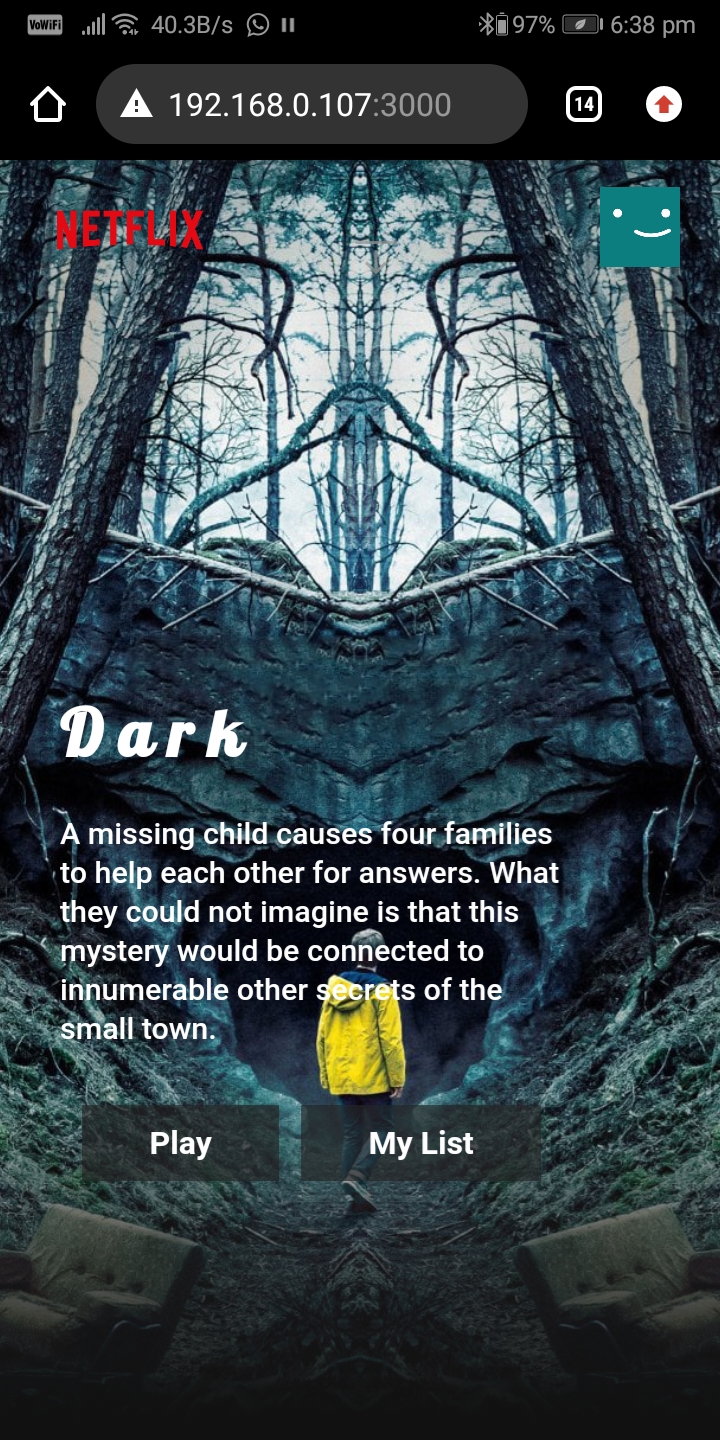 VoWiFi 40.3B/s 97% 6:38 pm
192.168.0.107:3000 14
NETFLIX
Dark
A missing child causes four families
to help each other for answers. What
they could not imagine is that this
mystery would be connected to
innumerable other secrets of the
small town.
Play My List